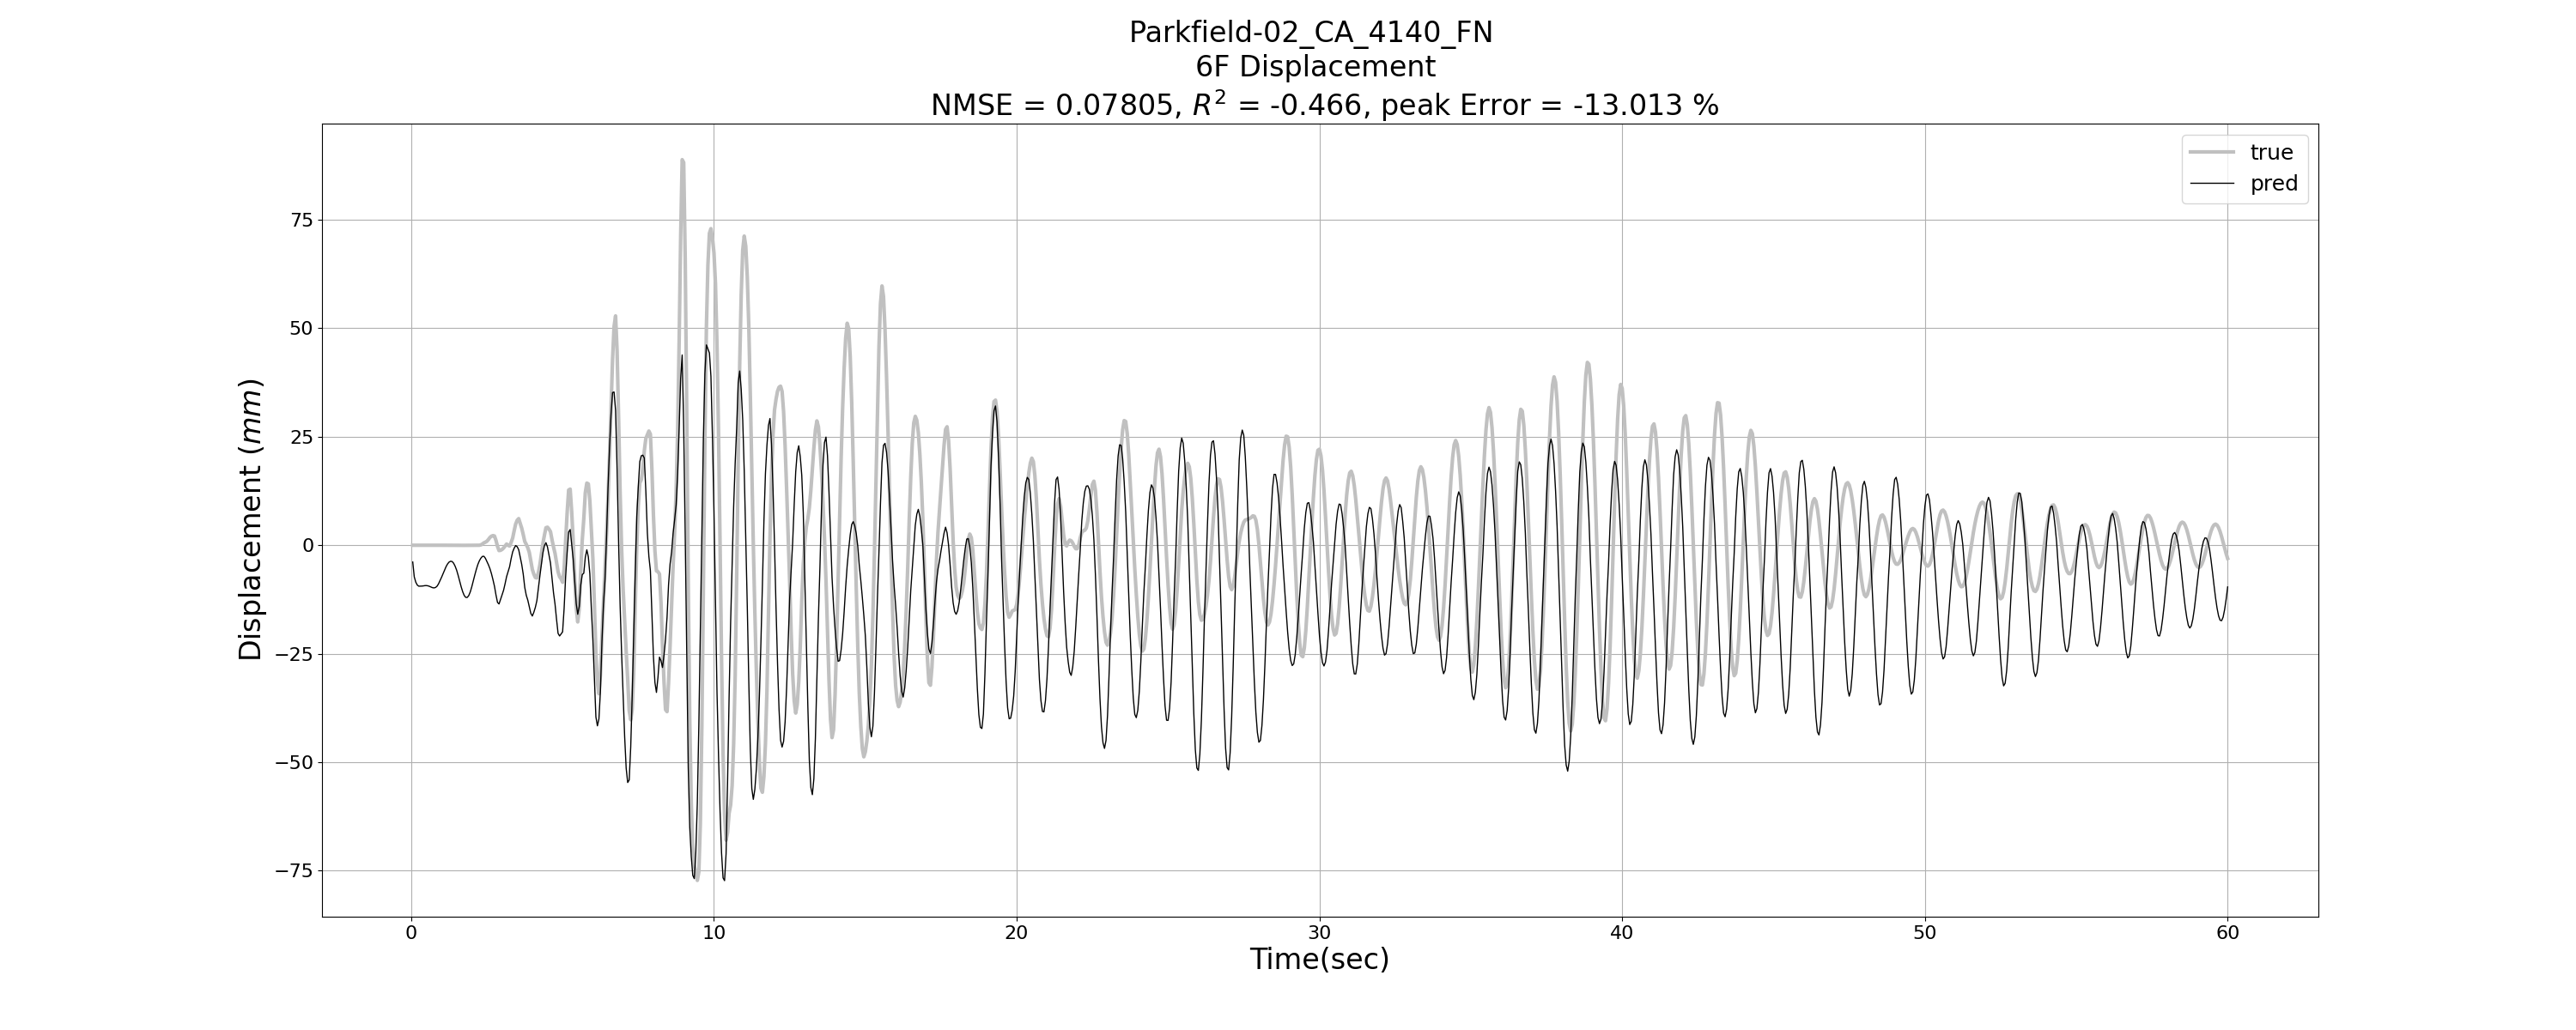 Parkfield-02_CA_4140_FN
6F Displacement
NMSE = 0.07805, R² = -0.466, peak Error = -13.013 %
true
pred
75
50
25
0
−25
−50
−75
Displacement (mm)
0 10 20 30 40 50 60
Time(sec)